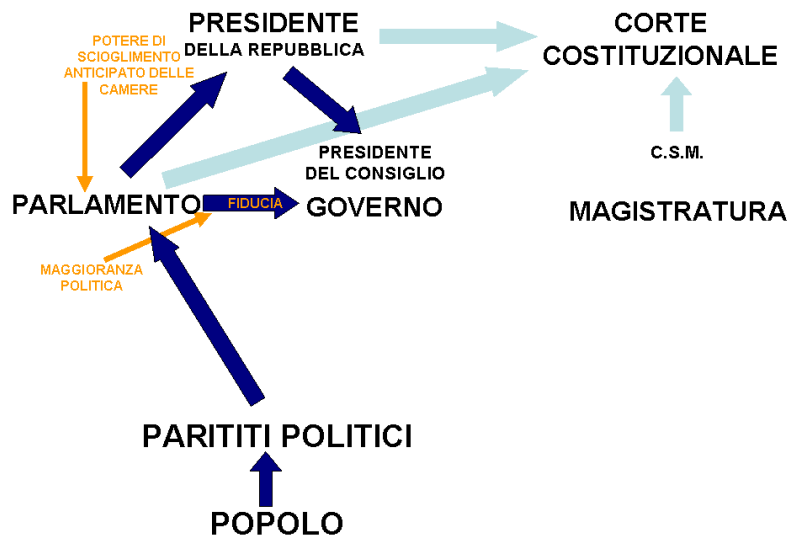 PRESIDENTE
DELLA REPUBBLICA
CORTE
COSTITUZIONALE
POTERE DI
SCIOGLIMENTO
ANTICIPATO DELLE
CAMERE
PRESIDENTE
DEL CONSIGLIO
C.S.M.
PARLAMENTO
FIDUCIA
GOVERNO
MAGISTRATURA
MAGGIORANZA
POLITICA
PARITITI POLITICI
POPOLO